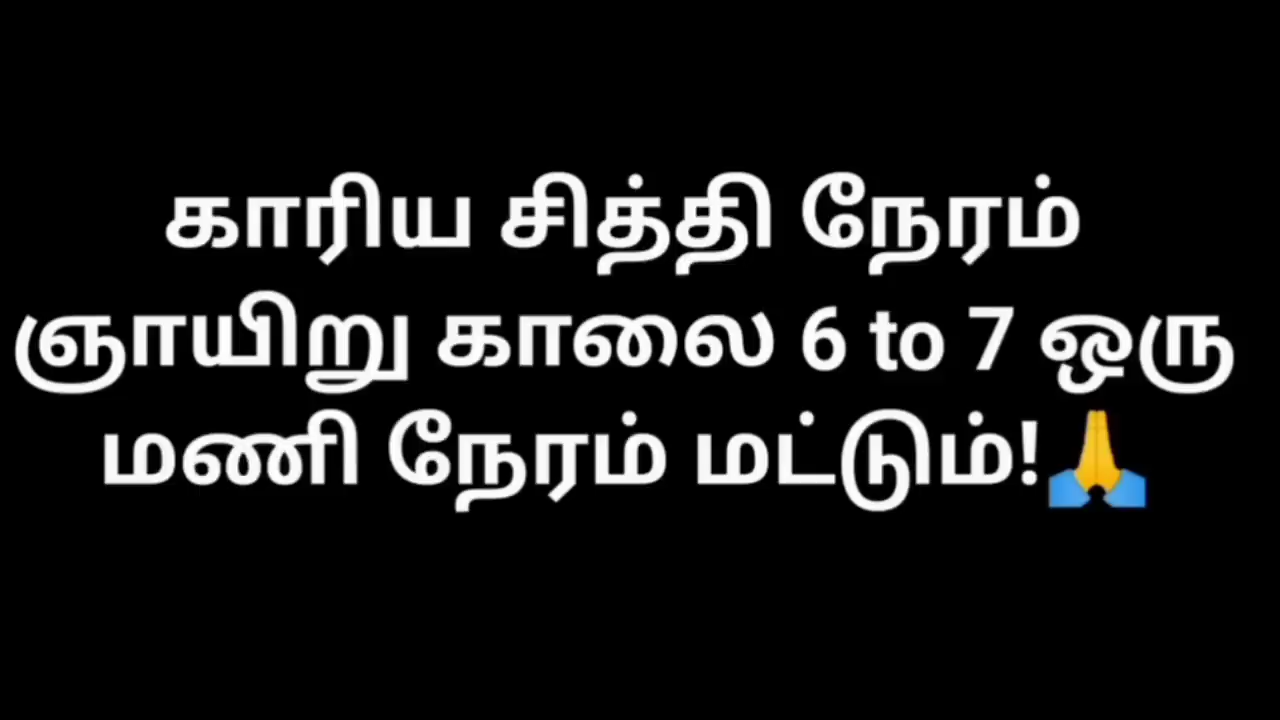 காரிய சித்தி நேரம்
ஞாயிறு காலை 6 to 7 ஒரு
மணி நேரம் மட்டும்!🙏